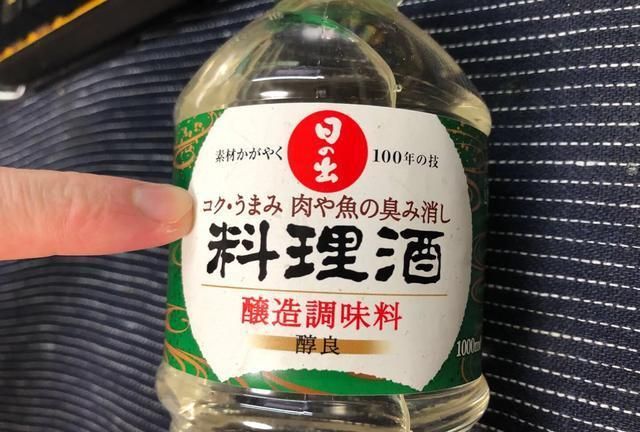 日の出
素材かがやく 100年の技
コク・うまみ 肉や魚の臭み消し
料理酒
醸造調味料
醇良
1000ml